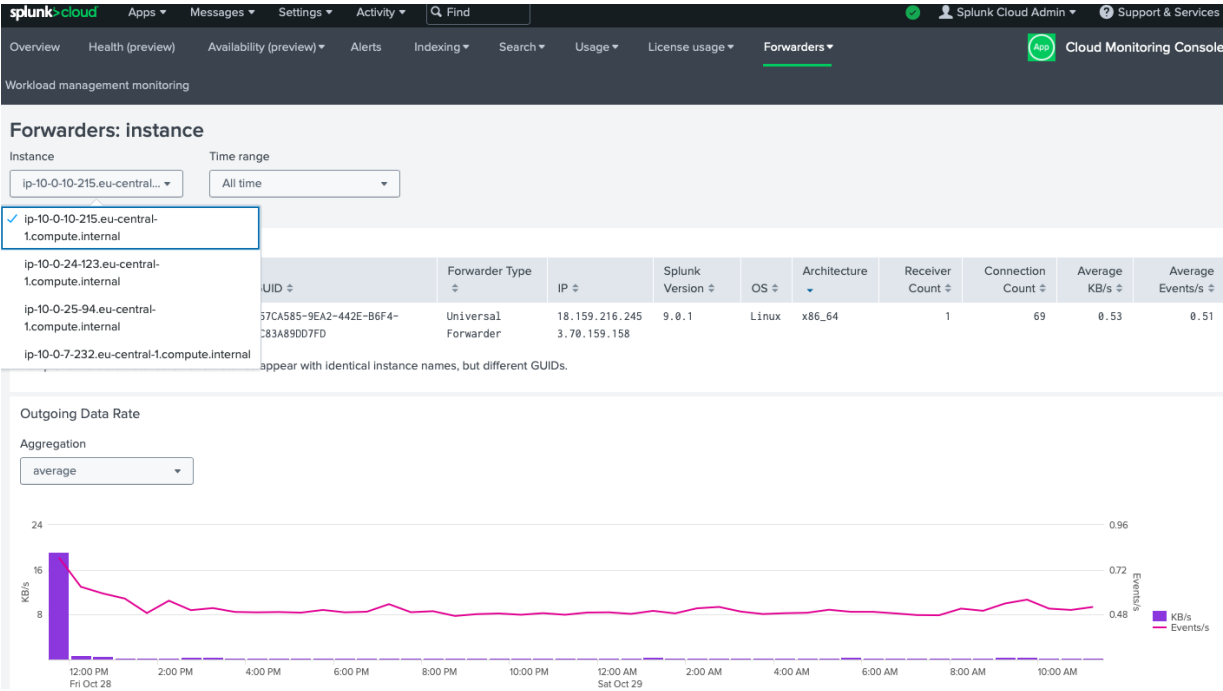 splunk>cloud Apps Messages Settings Activity Find Splunk Cloud Admin Support & Services
Overview Health (preview) Availability (preview) Alerts Indexing Search Usage License usage Forwarders App Cloud Monitoring Console
Workload management monitoring
Forwarders: instance
Instance Time range
ip-10-0-10-215.eu-central... All time
ip-10-0-10-215.eu-central-
1.compute.internal
ip-10-0-24-123.eu-central-
1.compute.internal
ip-10-0-25-94.eu-central-
1.compute.internal
ip-10-0-7-232.eu-central-1.compute.internal
Forwarder Type Splunk Architecture Receiver Connection Average Average
UID IP Version OS Count Count KB/s Events/s
57CA585-9EA2-442E-B6F4- Universal 18.159.216.245 9.0.1 Linux x86_64 1 69 0.53 0.51
C83A89DD7FD Forwarder 3.70.159.158
appear with identical instance names, but different GUIDs.
Outgoing Data Rate
Aggregation
average
24 0.96
16 0.72
8 0.48
KB/s
Events/s
KB/s
Events/s
12:00 PM 2:00 PM 4:00 PM 6:00 PM 8:00 PM 10:00 PM 12:00 AM 2:00 AM 4:00 AM 6:00 AM 8:00 AM 10:00 AM
Fri Oct 28 Sat Oct 29